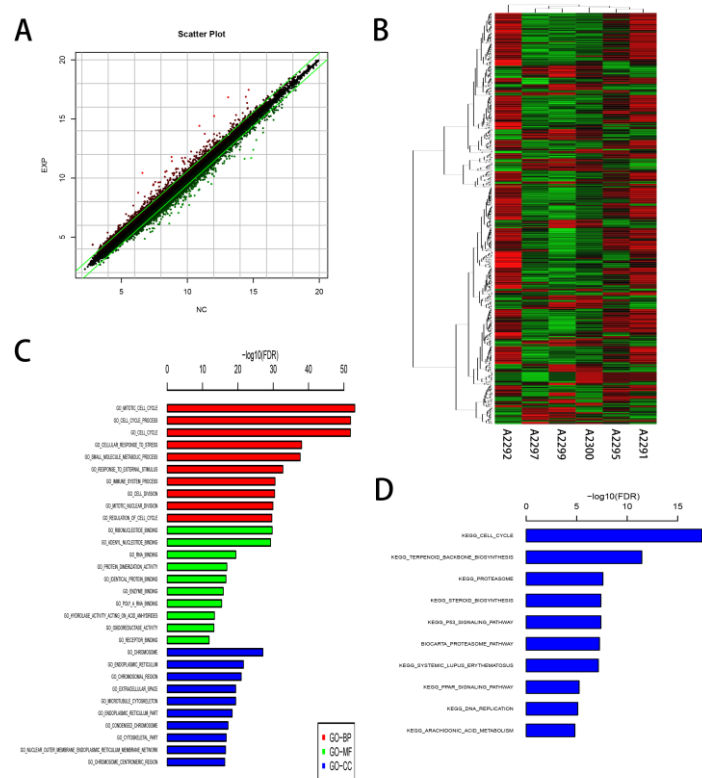 A
Scatter Plot
20
15
10
5
EXP
5
10
15
20
NC
B
A2292
A2297
A2299
A2300
A2295
A2291
C
-log10(FDR)
0 10 20 30 40 50
GO_MITOTIC_CELL_CYCLE
GO_CELL_CYCLE_PROCESS
GO_CELL_CYCLE
GO_CELLULAR_RESPONSE_TO_STRESS
GO_SMALL_MOLECULE_METABOLIC_PROCESS
GO_RESPONSE_TO_EXTERNAL_STIMULUS
GO_IMMUNE_SYSTEM_PROCESS
GO_CELL_DIVISION
GO_MITOTIC_NUCLEAR_DIVISION
GO_REGULATION_OF_CELL_CYCLE
GO_RIBONUCLEOTIDE_BINDING
GO_ADENYL_NUCLEOTIDE_BINDING
GO_RNA_BINDING
GO_PROTEIN_DIMERIZATION_ACTIVITY
GO_IDENTICAL_PROTEIN_BINDING
GO_ENZYME_BINDING
GO_POLY_A_RNA_BINDING
GO_HYDROLASE_ACTIVITY_ACTING_ON_ACID_ANHYDRIDES
GO_OXIDOREDUCTASE_ACTIVITY
GO_RECEPTOR_BINDING
GO_CHROMOSOME
GO_ENDOPLASMIC_RETICULUM
GO_CHROMOSOMAL_REGION
GO_EXTRACELLULAR_SPACE
GO_MICROTUBULE_CYTOSKELETON
GO_ENDOPLASMIC_RETICULUM_PART
GO_CONDENSED_CHROMOSOME
GO_CYTOSKELETAL_PART
GO_NUCLEAR_OUTER_MEMBRANE_ENDOPLASMIC_RETICULUM_MEMBRANE_NETWORK
GO_CHROMOSOME_CENTROMERIC_REGION
GO-BP
GO-MF
GO-CC
D
-log10(FDR)
0 5 10 15
KEGG_CELL_CYCLE
KEGG_TERPENOID_BACKBONE_BIOSYNTHESIS
KEGG_PROTEASOME
KEGG_STEROID_BIOSYNTHESIS
KEGG_P53_SIGNALING_PATHWAY
BIOCARTA_PROTEASOME_PATHWAY
KEGG_SYSTEMIC_LUPUS_ERYTHEMATOSUS
KEGG_PPAR_SIGNALING_PATHWAY
KEGG_DNA_REPLICATION
KEGG_ARACHIDONIC_ACID_METABOLISM